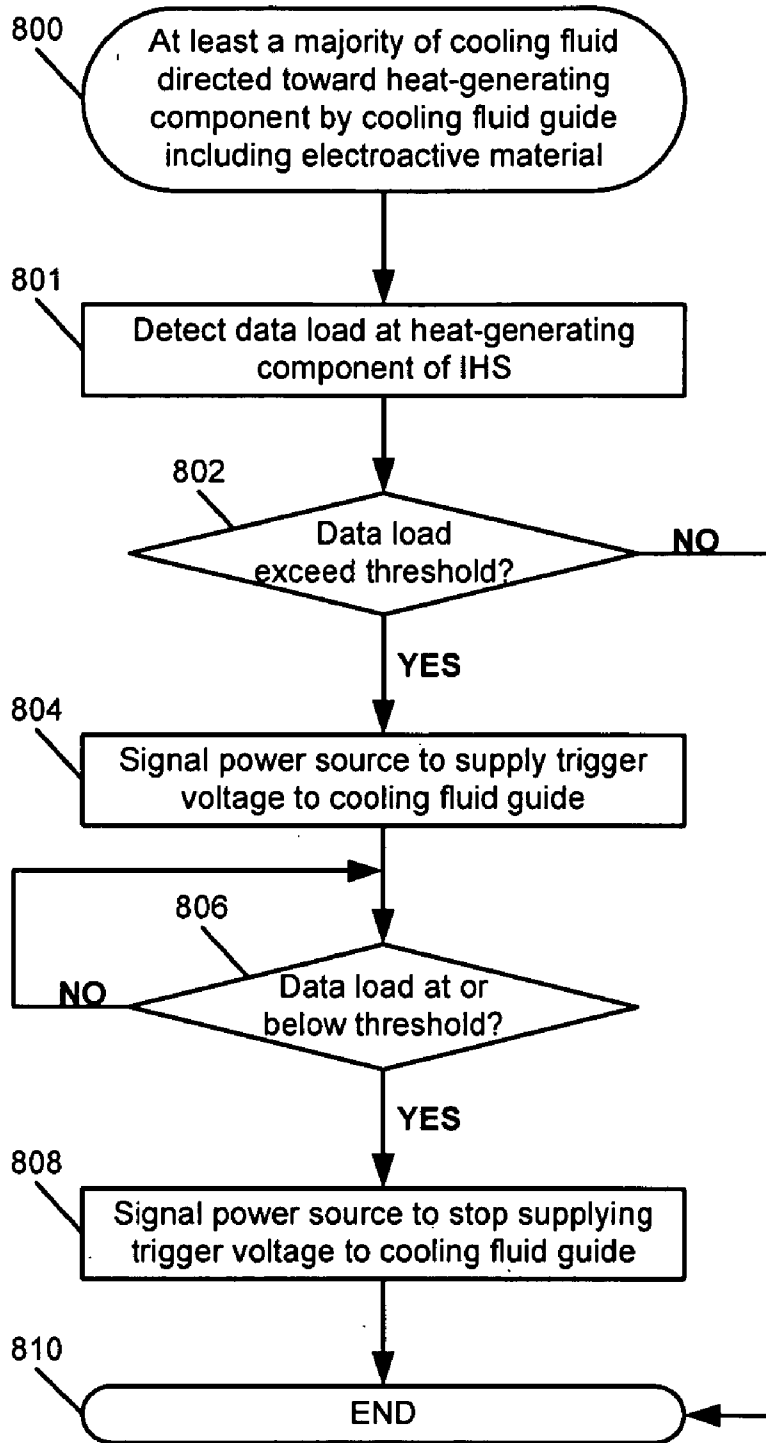 800
At least a majority of cooling fluid
directed toward heat-generating
component by cooling fluid guide
including electroactive material
801
Detect data load at heat-generating
component of IHS
802
Data load
exceed threshold?
NO
YES
804
Signal power source to supply trigger
voltage to cooling fluid guide
806
Data load at or
below threshold?
NO
YES
808
Signal power source to stop supplying
trigger voltage to cooling fluid guide
810
END